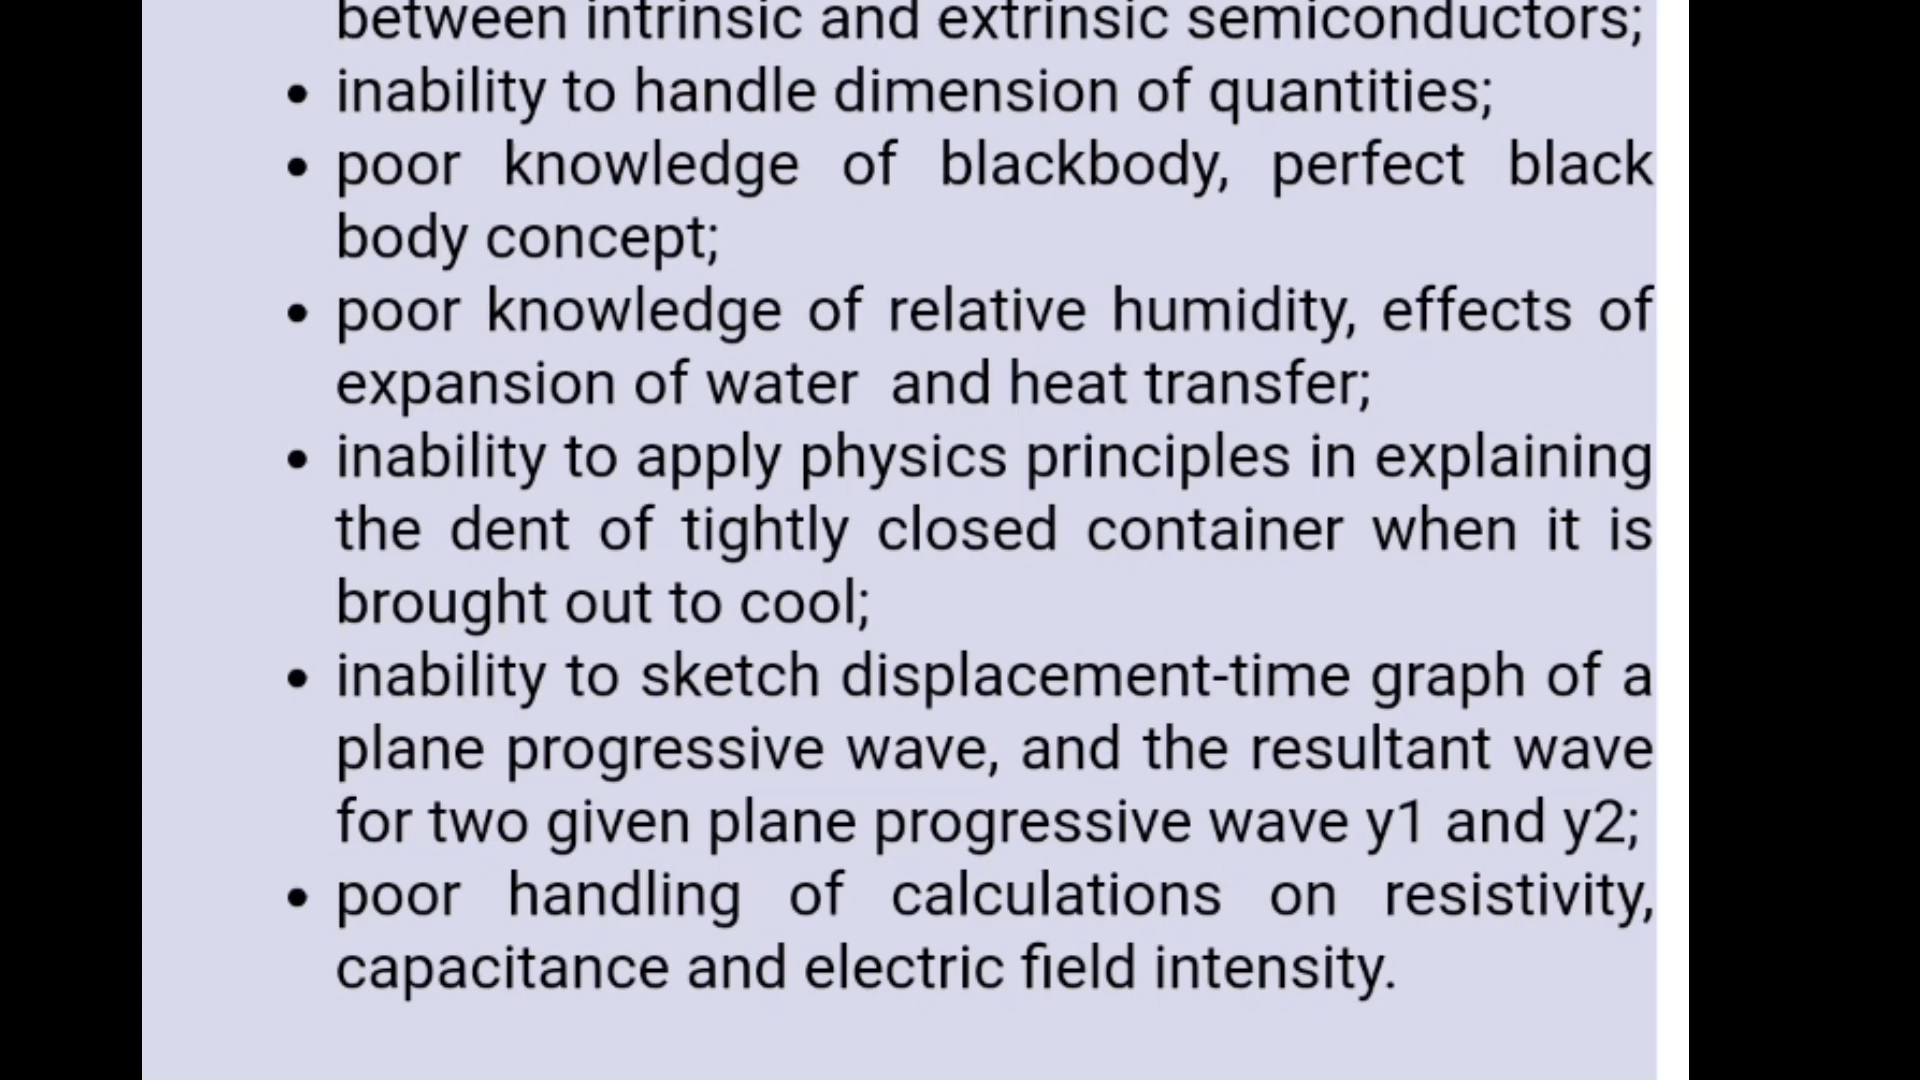 between intrinsic and extrinsic semiconductors;
• inability to handle dimension of quantities;
• poor knowledge of blackbody, perfect black
body concept;
• poor knowledge of relative humidity, effects of
expansion of water and heat transfer;
• inability to apply physics principles in explaining
the dent of tightly closed container when it is
brought out to cool;
• inability to sketch displacement-time graph of a
plane progressive wave, and the resultant wave
for two given plane progressive wave y1 and y2;
• poor handling of calculations on resistivity,
capacitance and electric field intensity.